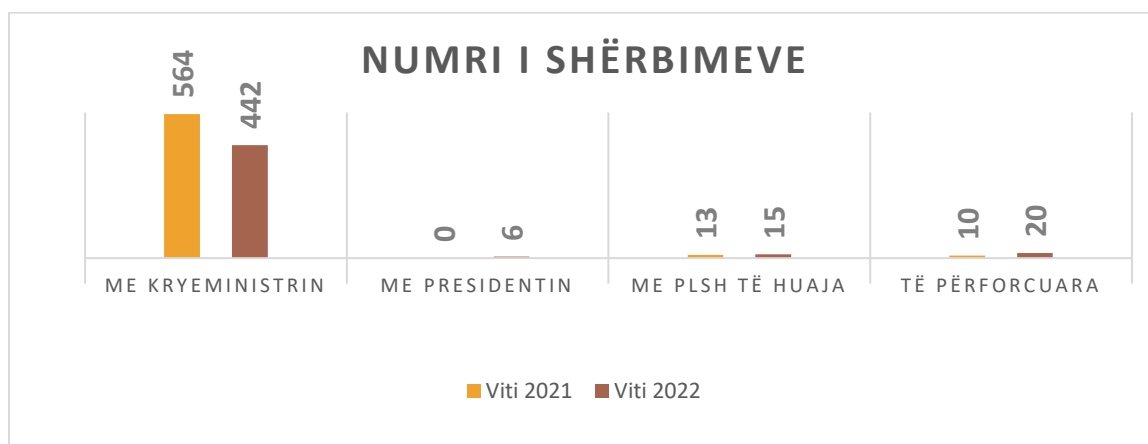 NUMRI I SHËRBIMEVE
564
442
0
6
13
15
10
20
ME KRYEMINISTRIN
ME PRESIDENTIN
ME PLSH TË HUAJA
TË PËRFORCUARA
Viti 2021
Viti 2022